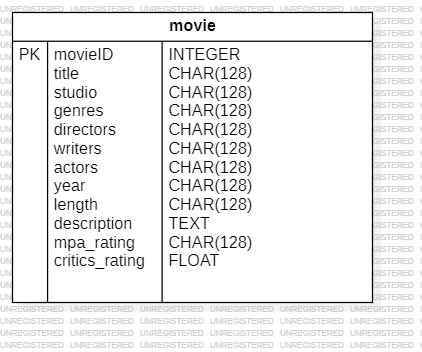 movie
PK movieID INTEGER
title CHAR(128)
studio CHAR(128)
genres CHAR(128)
directors CHAR(128)
writers CHAR(128)
actors CHAR(128)
year CHAR(128)
length CHAR(128)
description TEXT
mpa_rating CHAR(128)
critics_rating FLOAT
UNREGISTERED UNREGISTERED UNREGISTERED UNREGISTERED UNREGISTERED UNREGISTERED